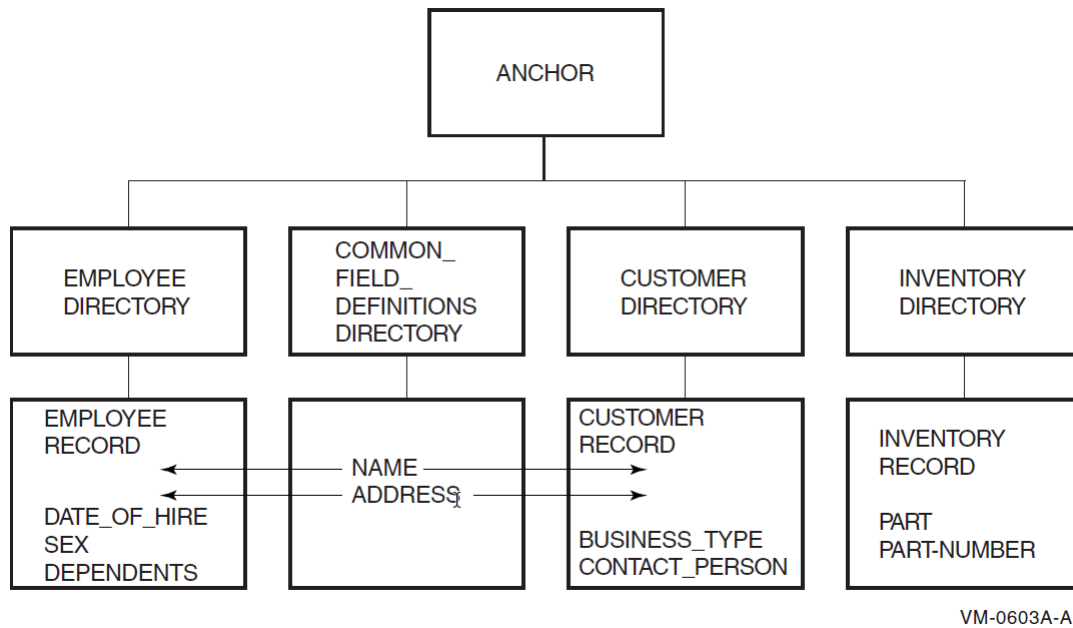 ANCHOR
EMPLOYEE
DIRECTORY
COMMON_
FIELD_
DEFINITIONS
DIRECTORY
CUSTOMER
DIRECTORY
INVENTORY
DIRECTORY
EMPLOYEE
RECORD
DATE_OF_HIRE
SEX
DEPENDENTS
NAME
ADDRESS
CUSTOMER
RECORD
BUSINESS_TYPE
CONTACT_PERSON
INVENTORY
RECORD
PART
PART-NUMBER
VM-0603A-A